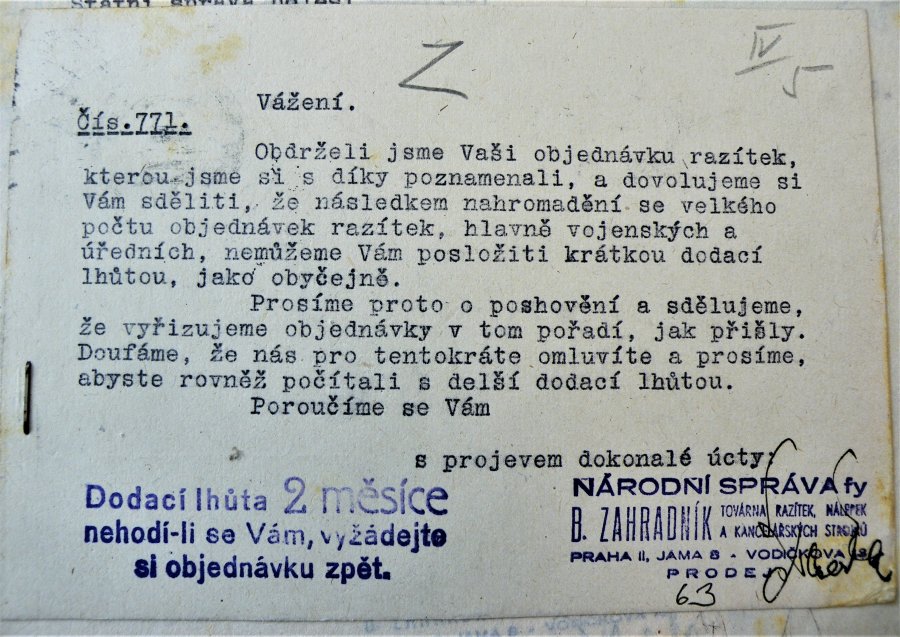 Státní správa
Z
IV
5
Vážení.
Čís.771.
Obdrželi jsme Vaši objednávku razítek,
kterou jsme si s díky poznamenali, a dovolujeme si
Vám sděliti, že následkem nahromadění se velkého
počtu objednávek razítek, hlavně vojenských a
úředních, nemůžeme Vám posložiti krátkou dodací
lhůtou, jako obyčejně.
Prosíme proto o poshovění a sdělujeme,
že vyřizujeme objednávky v tom pořadí, jak přišly.
Doufáme, že nás pro tentokráte omluvíte a prosíme,
abyste rovněž počítali s delší dodací lhůtou.
Poroučíme se Vám
s projevem dokonalé úcty:
Dodací lhůta 2 měsíce
nehodí-li se Vám, vyžádejte
si objednávku zpět.
NÁRODNÍ SPRÁVA fy
B. ZAHRADNÍK TOVÁRNA RAZÍTEK, NÁLEPEK
A KANCELÁŘSKÝCH STROJŮ
PRAHA II, JAMA 8 - VODIČKOVA
PRODEJ
63